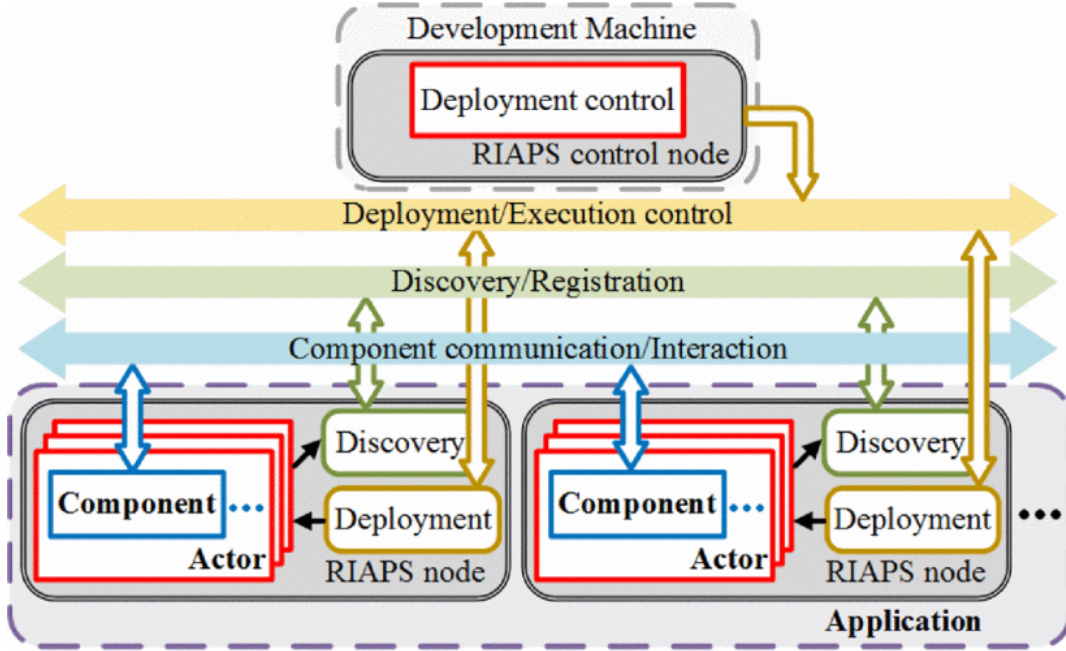 Development Machine
Deployment control
RIAPS control node
Deployment/Execution control
Discovery/Registration
Component communication/Interaction
Discovery
Component
Deployment
Actor
RIAPS node
Discovery
Component
Deployment
Actor
RIAPS node
Application